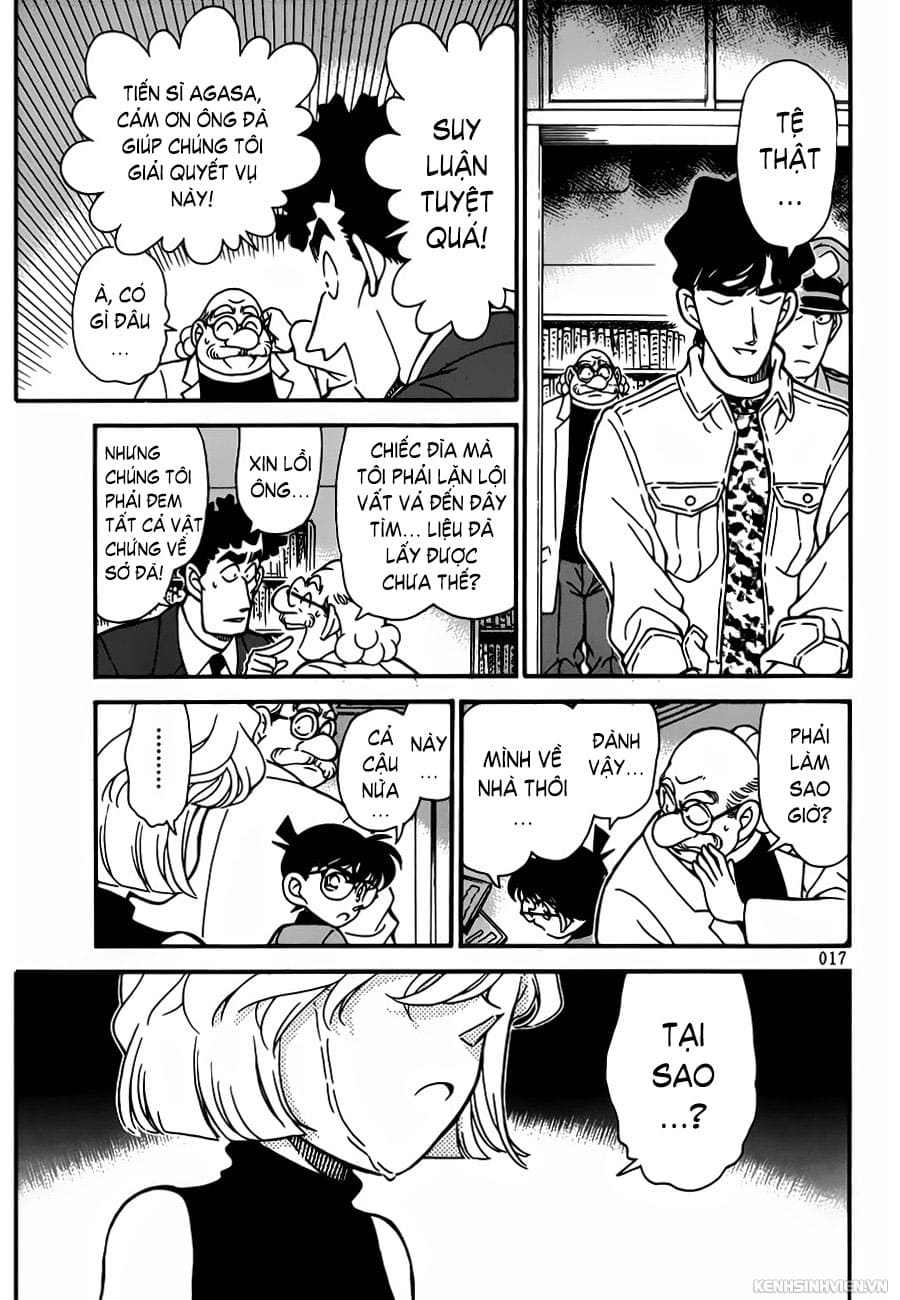 TỆ
THẬT
...
SUY
LUẬN
TUYỆT
QUÁ!
TIẾN SĨ AGASA,
CẢM ƠN ÔNG ĐÃ
GIÚP CHÚNG TÔI
GIẢI QUYẾT VỤ
NÀY!
À, CÓ
GÌ ĐÂU
...
CHIẾC ĐĨA MÀ
TÔI PHẢI LẶN LỘI
VẤT VẢ ĐẾN ĐÂY
TÌM... LIỆU ĐÃ
LẤY ĐƯỢC
CHƯA THẾ?
XIN LỖI
ÔNG...
NHƯNG
CHÚNG TÔI
PHẢI ĐEM
TẤT CẢ VẬT
CHỨNG VỀ
SỞ ĐÃ!
PHẢI
LÀM
SAO
GIỜ?
ĐÀNH
VẬY...
MÌNH VỀ
NHÀ THÔI
...
NÀY
...
CẢ
CẬU
NỮA
...
.........
017
TẠI
SAO
...?
KENHSINHVIEN.VN